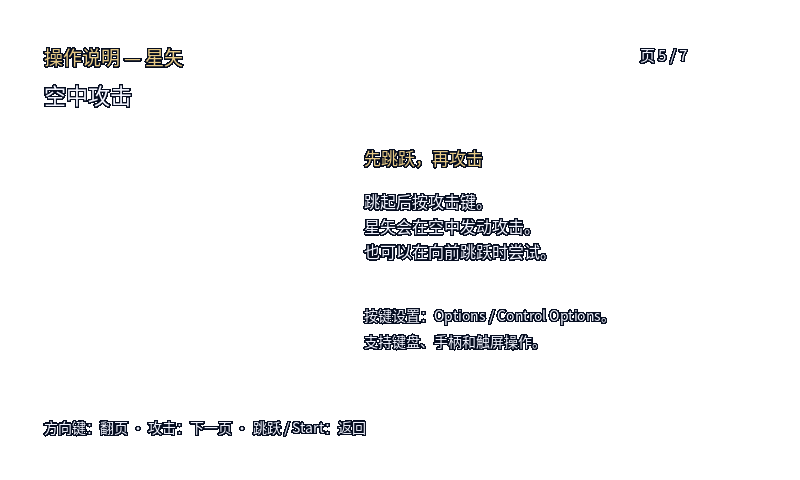 操作说明 — 星矢
页 5 / 7
空中攻击
先跳跃，再攻击
跳起后按攻击键。
星矢会在空中发动攻击。
也可以在向前跳跃时尝试。
按键设置：Options / Control Options。
支持键盘、手柄和触屏操作。
方向键：翻页 · 攻击：下一页 · 跳跃 / Start：返回